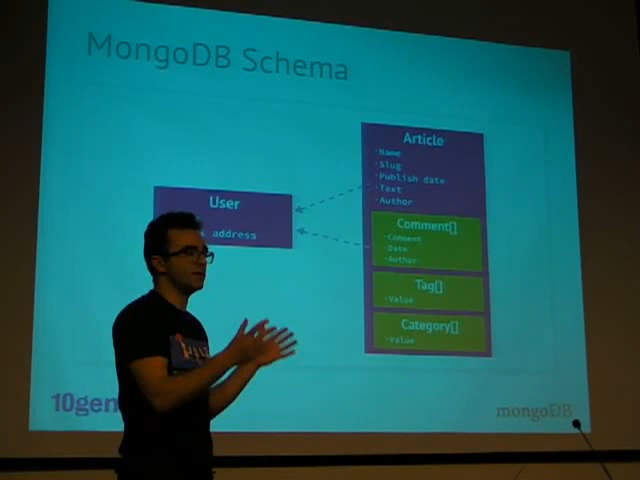 MongoDB Schema
User
address
Article
·Name
·Slug
·Publish date
·Text
·Author
Comment[]
·Comment
·Date
·Author
Tag[]
·Value
Category[]
·Value
10gen
mongoDB